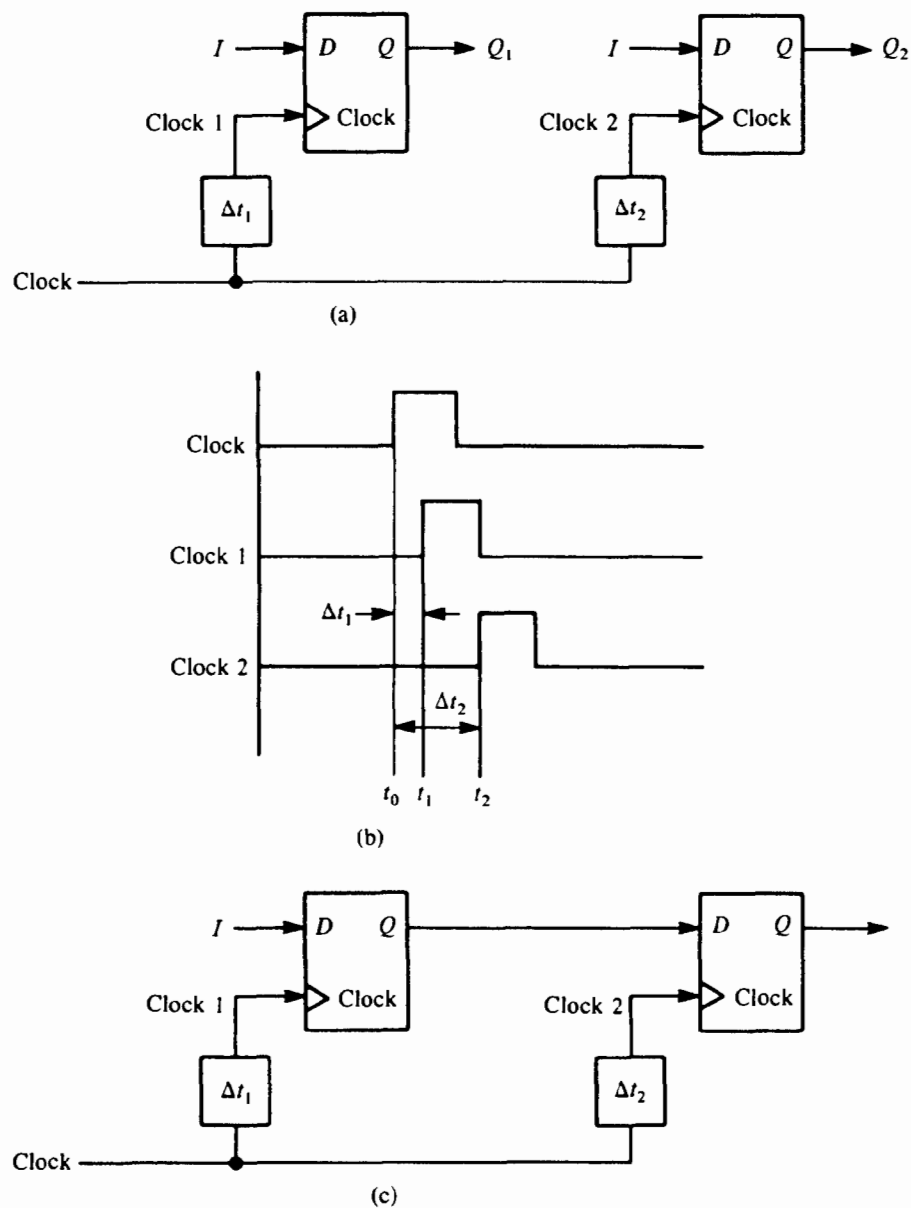 I D Q Q₁ I D Q Q₂
Clock 1 Clock Clock 2 Clock
Δt₁ Δt₂
Clock
(a)
Clock
Clock 1
Δt₁
Clock 2
Δt₂
t₀ t₁ t₂
(b)
I D Q D Q
Clock 1 Clock Clock 2 Clock
Δt₁ Δt₂
Clock
(c)